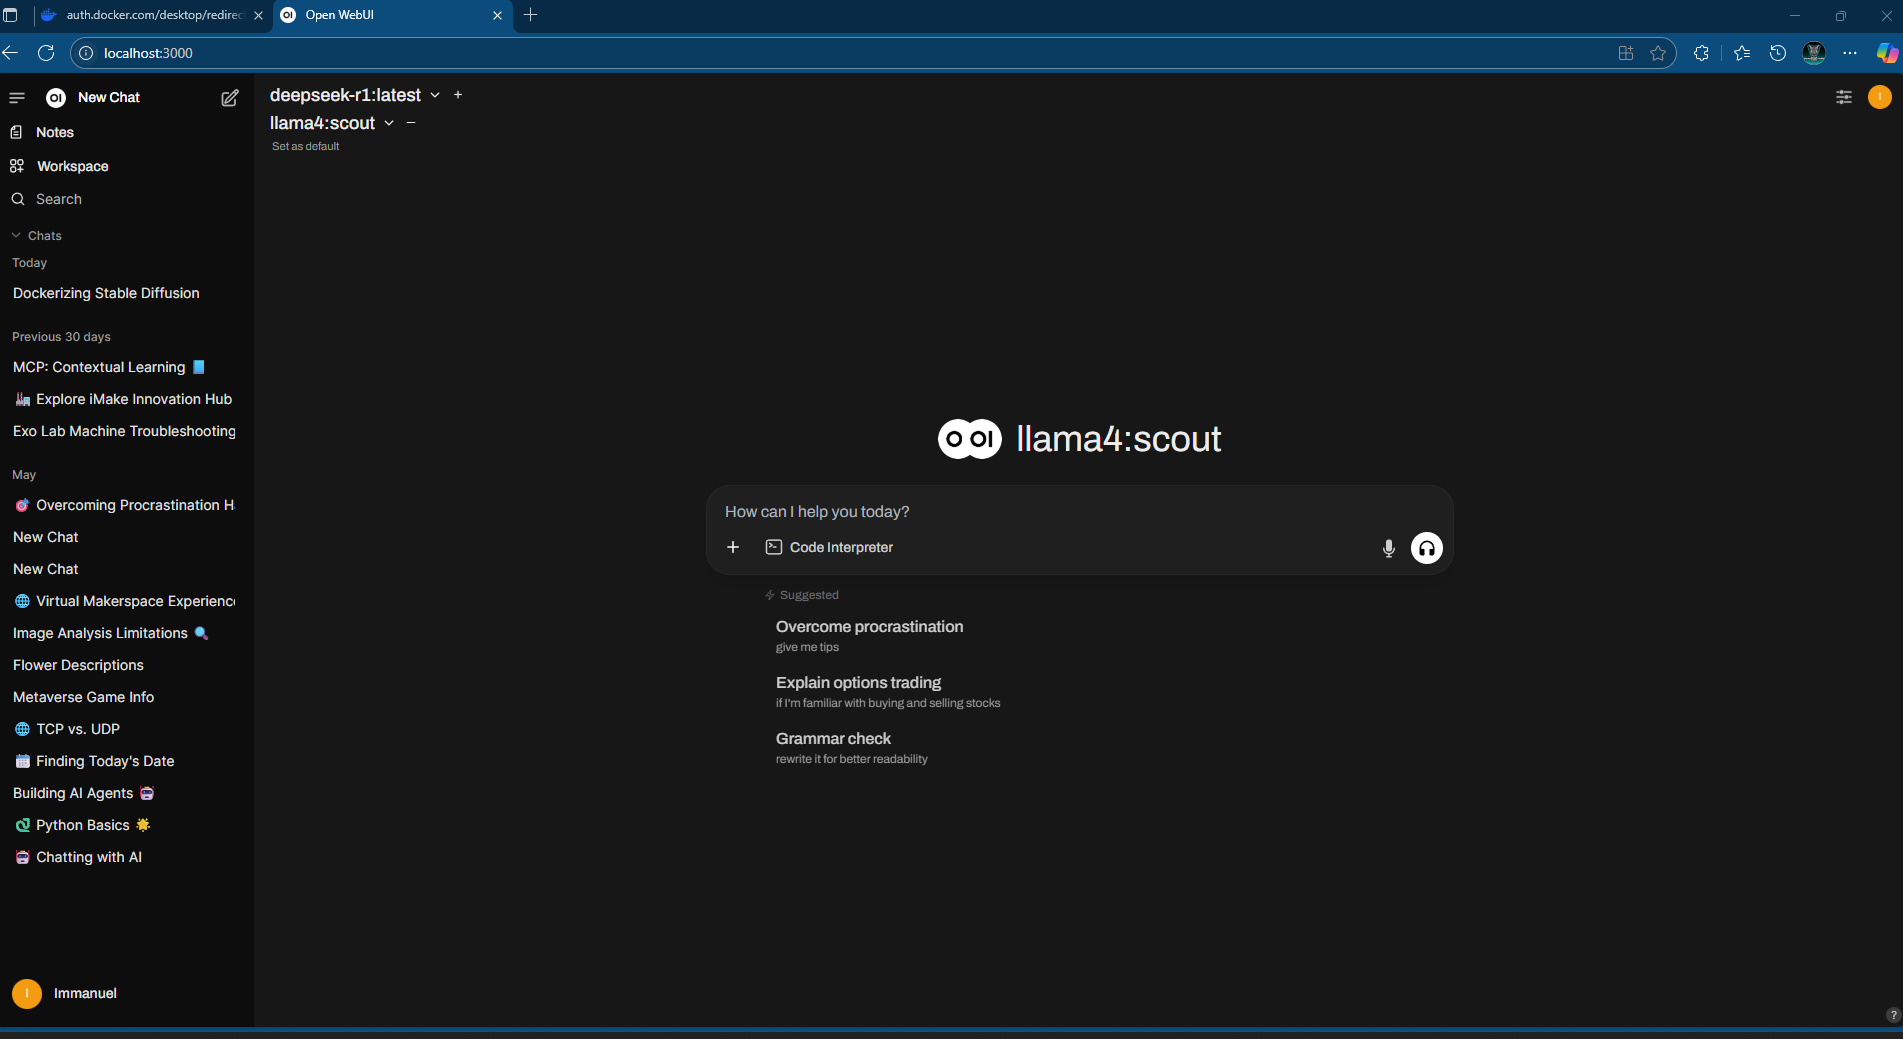 auth.docker.com/desktop/redirec
Open WebUI
localhost:3000
OI
New Chat
Notes
Workspace
Search
Chats
Today
Dockerizing Stable Diffusion
Previous 30 days
MCP: Contextual Learning
Explore iMake Innovation Hub
Exo Lab Machine Troubleshooting
May
Overcoming Procrastination H
New Chat
New Chat
Virtual Makerspace Experienc
Image Analysis Limitations
Flower Descriptions
Metaverse Game Info
TCP vs. UDP
Finding Today's Date
Building AI Agents
Python Basics
Chatting with AI
I
Immanuel
deepseek-r1:latest
llama4:scout
Set as default
I
O OI llama4:scout
How can I help you today?
Code Interpreter
Suggested
Overcome procrastination
give me tips
Explain options trading
if I'm familiar with buying and selling stocks
Grammar check
rewrite it for better readability
?